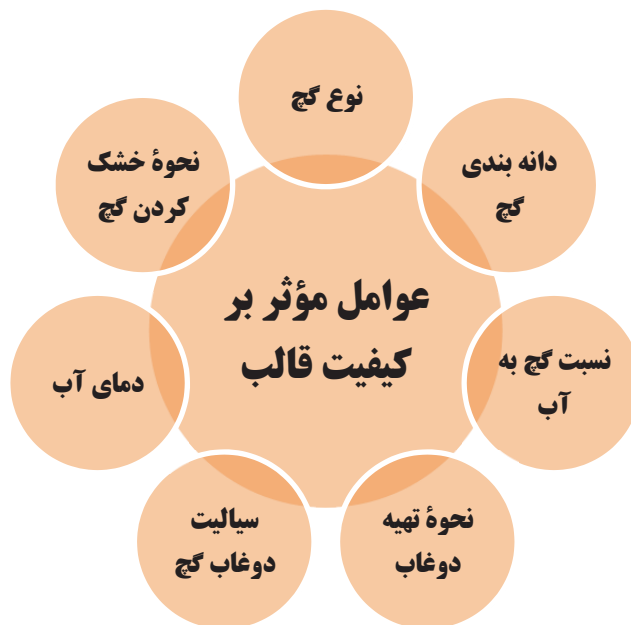 نوع گچ
دانه بندی
گچ
نسبت گچ به
آب
نحوهٔ تهیه
دوغاب
سیالیت
دوغاب گچ
دمای آب
نحوهٔ خشک
کردن گچ
عوامل مؤثر بر
کیفیت قالب